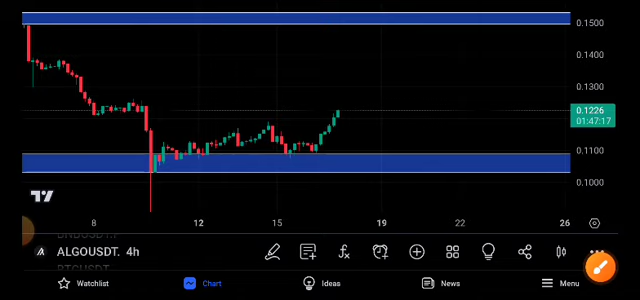 0.1500
0.1400
0.1300
0.1226
01:47:17
0.1100
0.1000
8 12 15 19 22 26
ALGOUSDT. 4h
Watchlist Chart Ideas News Menu